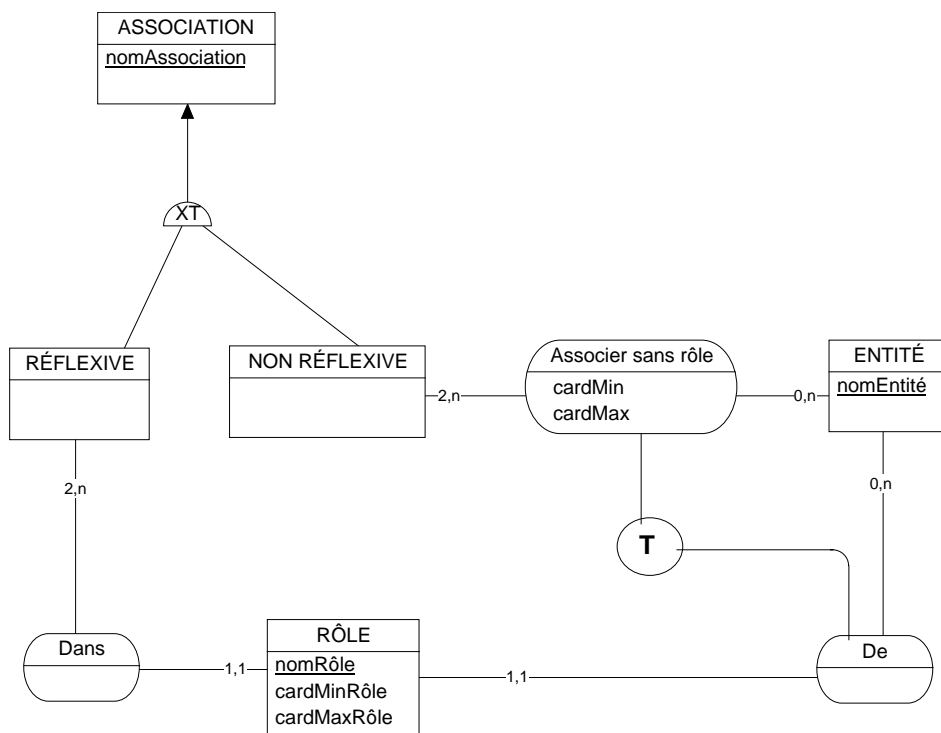 ASSOCIATION
nomAssociation
XT
RÉFLEXIVE
NON RÉFLEXIVE
2,n
Associer sans rôle
cardMin
cardMax
0,n
ENTITÉ
nomEntité
2,n
0,n
T
Dans
1,1
RÔLE
nomRôle
cardMinRôle
cardMaxRôle
1,1
De